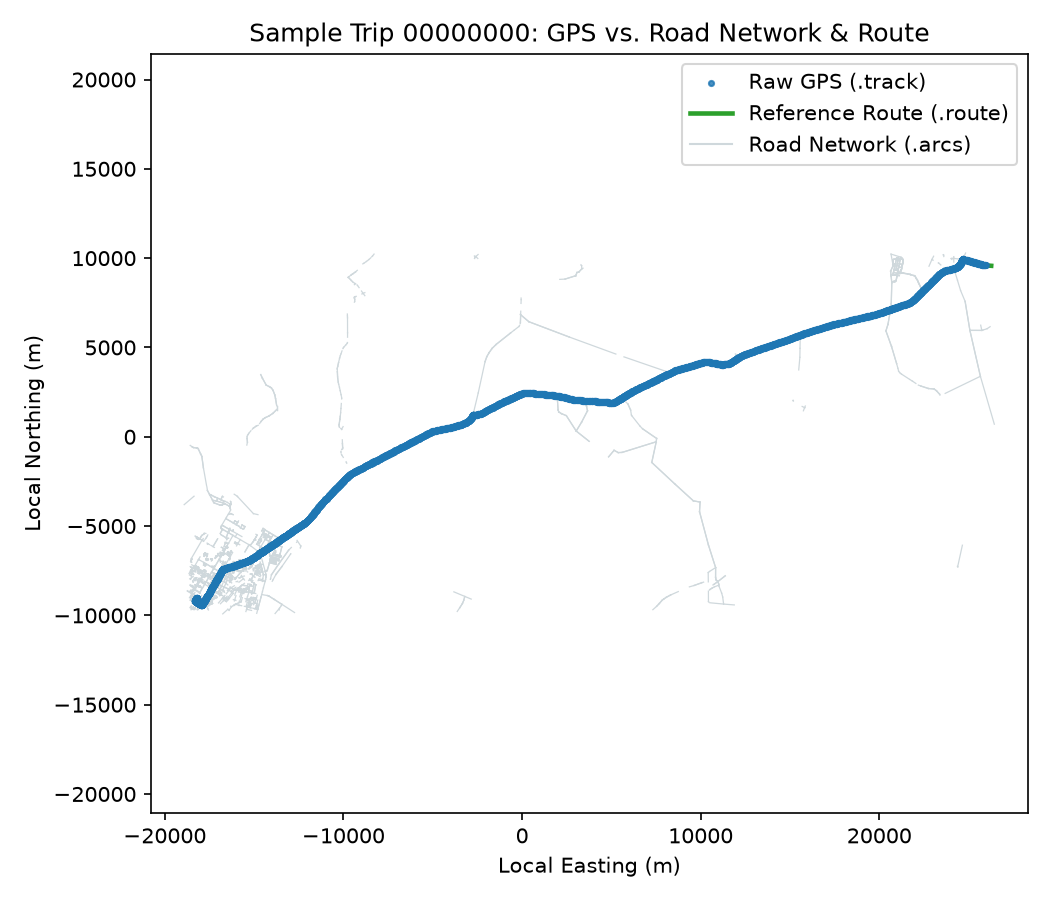 Sample Trip 00000000: GPS vs. Road Network & Route
Raw GPS (.track)
Reference Route (.route)
Road Network (.arcs)
20000
15000
10000
5000
0
−5000
−10000
−15000
−20000
Local Northing (m)
−20000 −10000 0 10000 20000
Local Easting (m)